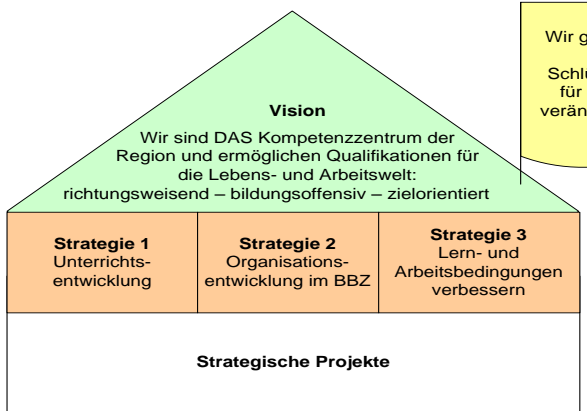 Wir g
Schlü
für
verän
Vision
Wir sind DAS Kompetenzzentrum der
Region und ermöglichen Qualifikationen für
die Lebens- und Arbeitswelt:
richtungsweisend – bildungsoffensiv – zielorientiert
Strategie 1
Unterrichts-
entwicklung
Strategie 2
Organisations-
entwicklung im BBZ
Strategie 3
Lern- und
Arbeitsbedingungen
verbessern
Strategische Projekte